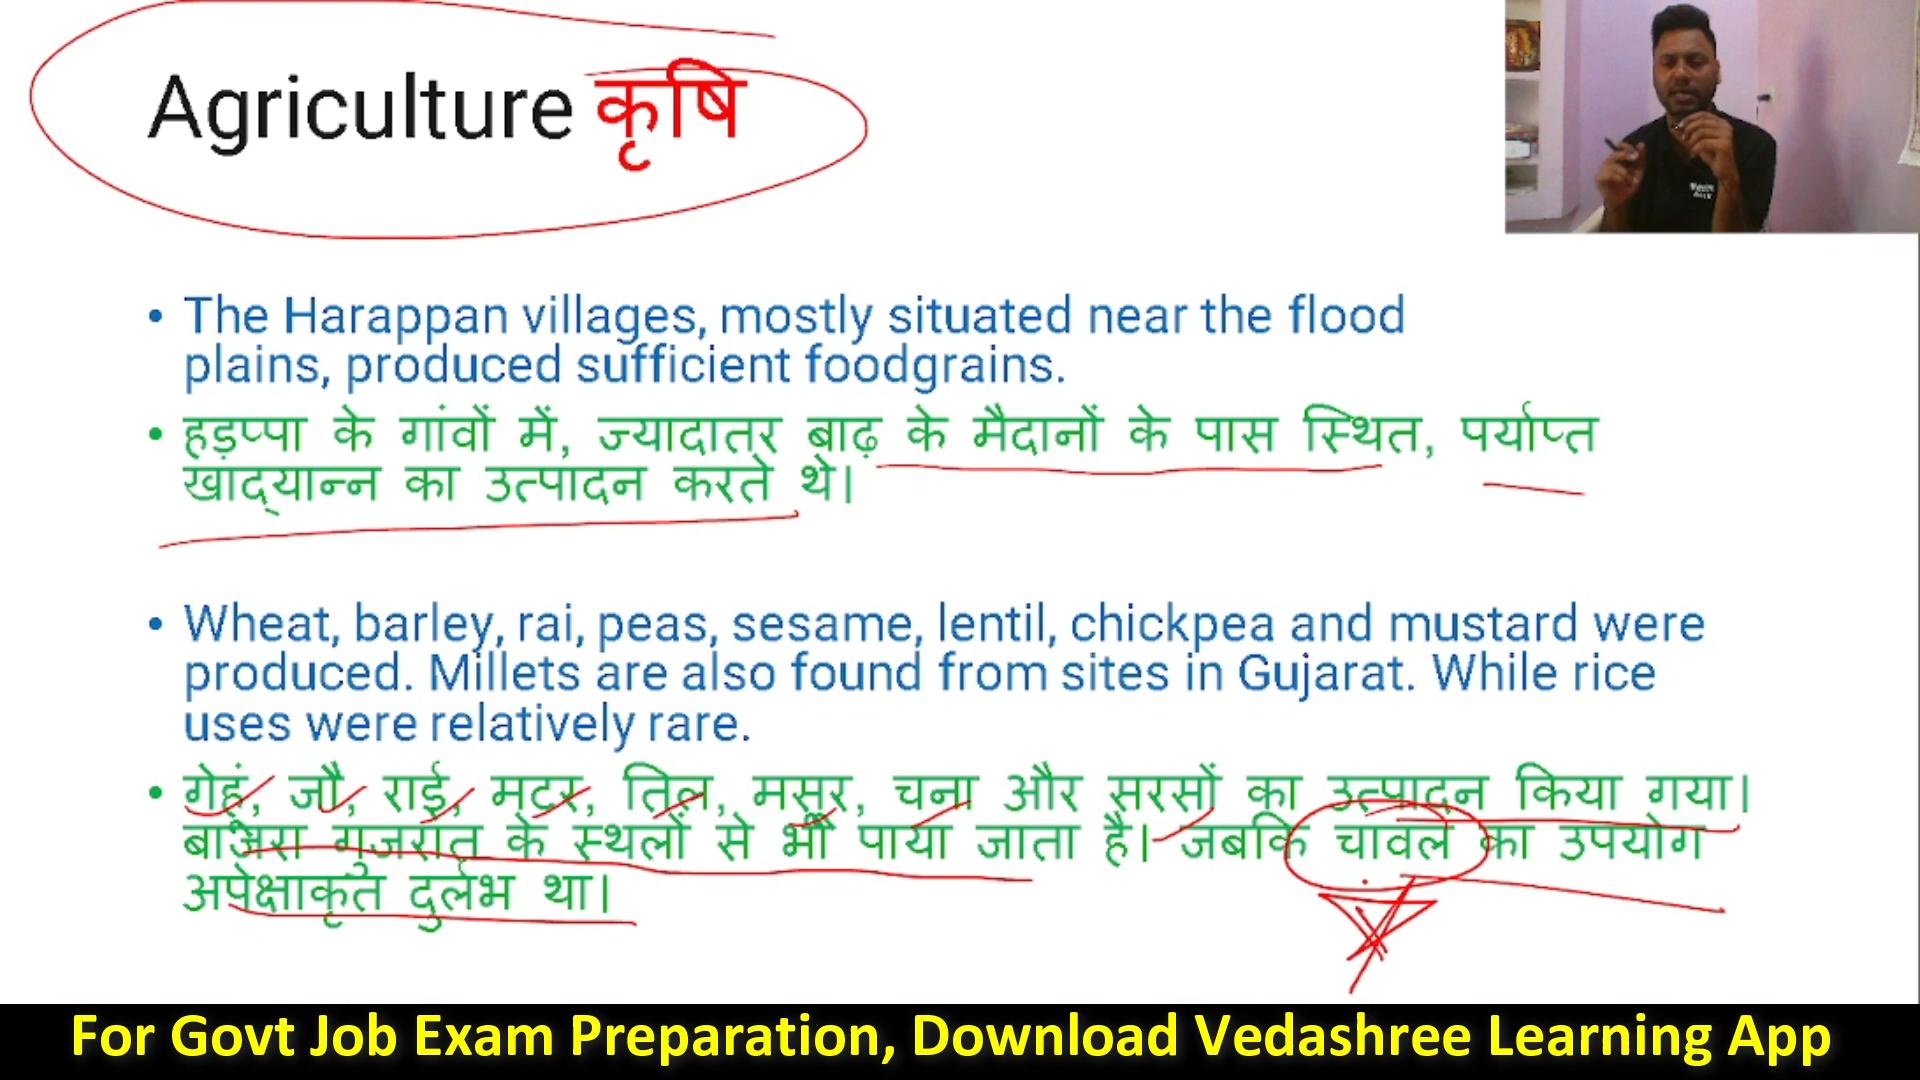 Agriculture कृषि
• The Harappan villages, mostly situated near the flood
plains, produced sufficient foodgrains.
• हड़प्पा के गांवों में, ज्यादातर बाढ़ के मैदानों के पास स्थित, पर्याप्त
खाद्यान्न का उत्पादन करते थे।
• Wheat, barley, rai, peas, sesame, lentil, chickpea and mustard were
produced. Millets are also found from sites in Gujarat. While rice
uses were relatively rare.
• गेहूं, जौ, राई, मटर, तिल, मसूर, चना और सरसों का उत्पादन किया गया।
बाजरा गुजरात के स्थलों से भी पाया जाता है। जबकि चावल का उपयोग
अपेक्षाकृत दुर्लभ था।
For Govt Job Exam Preparation, Download Vedashree Learning App